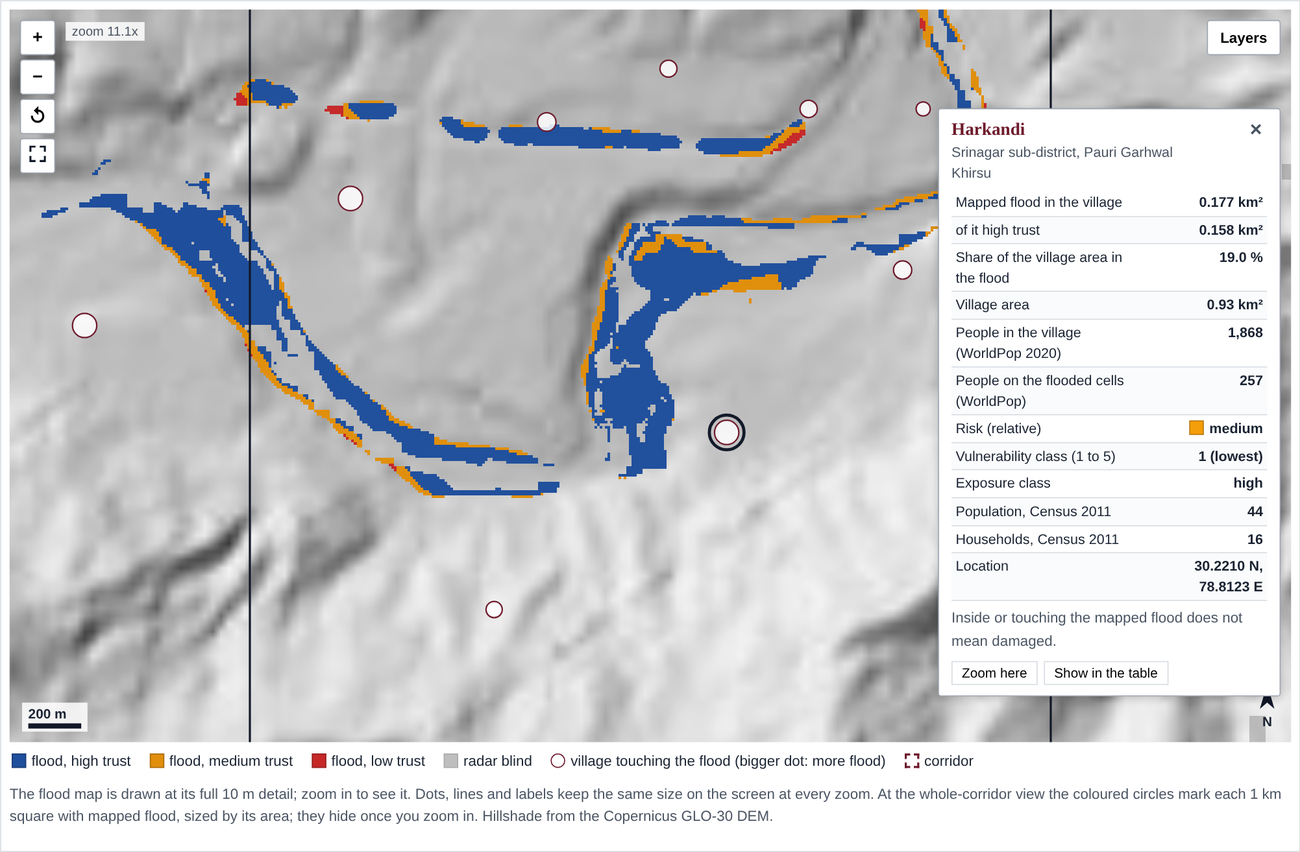 +
zoom 11.1x
−
Layers
Harkandi
✕
Srinagar sub-district, Pauri Garhwal
Khirsu
Mapped flood in the village 0.177 km²
of it high trust 0.158 km²
Share of the village area in 19.0 %
the flood
Village area 0.93 km²
People in the village 1,868
(WorldPop 2020)
People on the flooded cells 257
(WorldPop)
Risk (relative) medium
Vulnerability class (1 to 5) 1 (lowest)
Exposure class high
Population, Census 2011 44
Households, Census 2011 16
Location 30.2210 N,
78.8123 E
Inside or touching the mapped flood does not
mean damaged.
Zoom here Show in the table
200 m
N
flood, high trust flood, medium trust flood, low trust radar blind village touching the flood (bigger dot: more flood) corridor
The flood map is drawn at its full 10 m detail; zoom in to see it. Dots, lines and labels keep the same size on the screen at every zoom. At the whole-corridor view the coloured circles mark each 1 km
square with mapped flood, sized by its area; they hide once you zoom in. Hillshade from the Copernicus GLO-30 DEM.